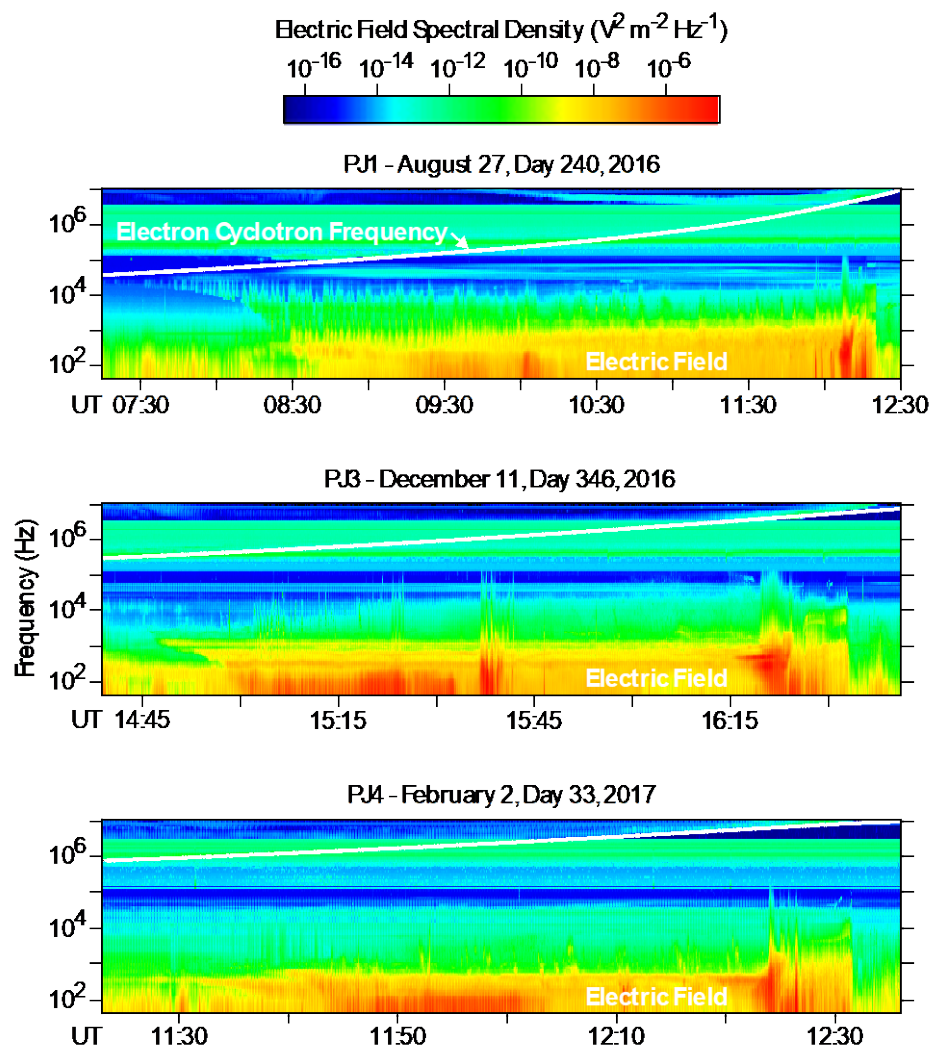 Electric Field Spectral Density (V² m⁻² Hz⁻¹)
10⁻¹⁶ 10⁻¹⁴ 10⁻¹² 10⁻¹⁰ 10⁻⁸ 10⁻⁶
PJ1 - August 27, Day 240, 2016
10⁶
Electron Cyclotron Frequency
10⁴
10²
Electric Field
UT 07:30 08:30 09:30 10:30 11:30 12:30
PJ3 - December 11, Day 346, 2016
Frequency (Hz)
10⁶
10⁴
10²
Electric Field
UT 14:45 15:15 15:45 16:15
PJ4 - February 2, Day 33, 2017
10⁶
10⁴
10²
Electric Field
UT 11:30 11:50 12:10 12:30